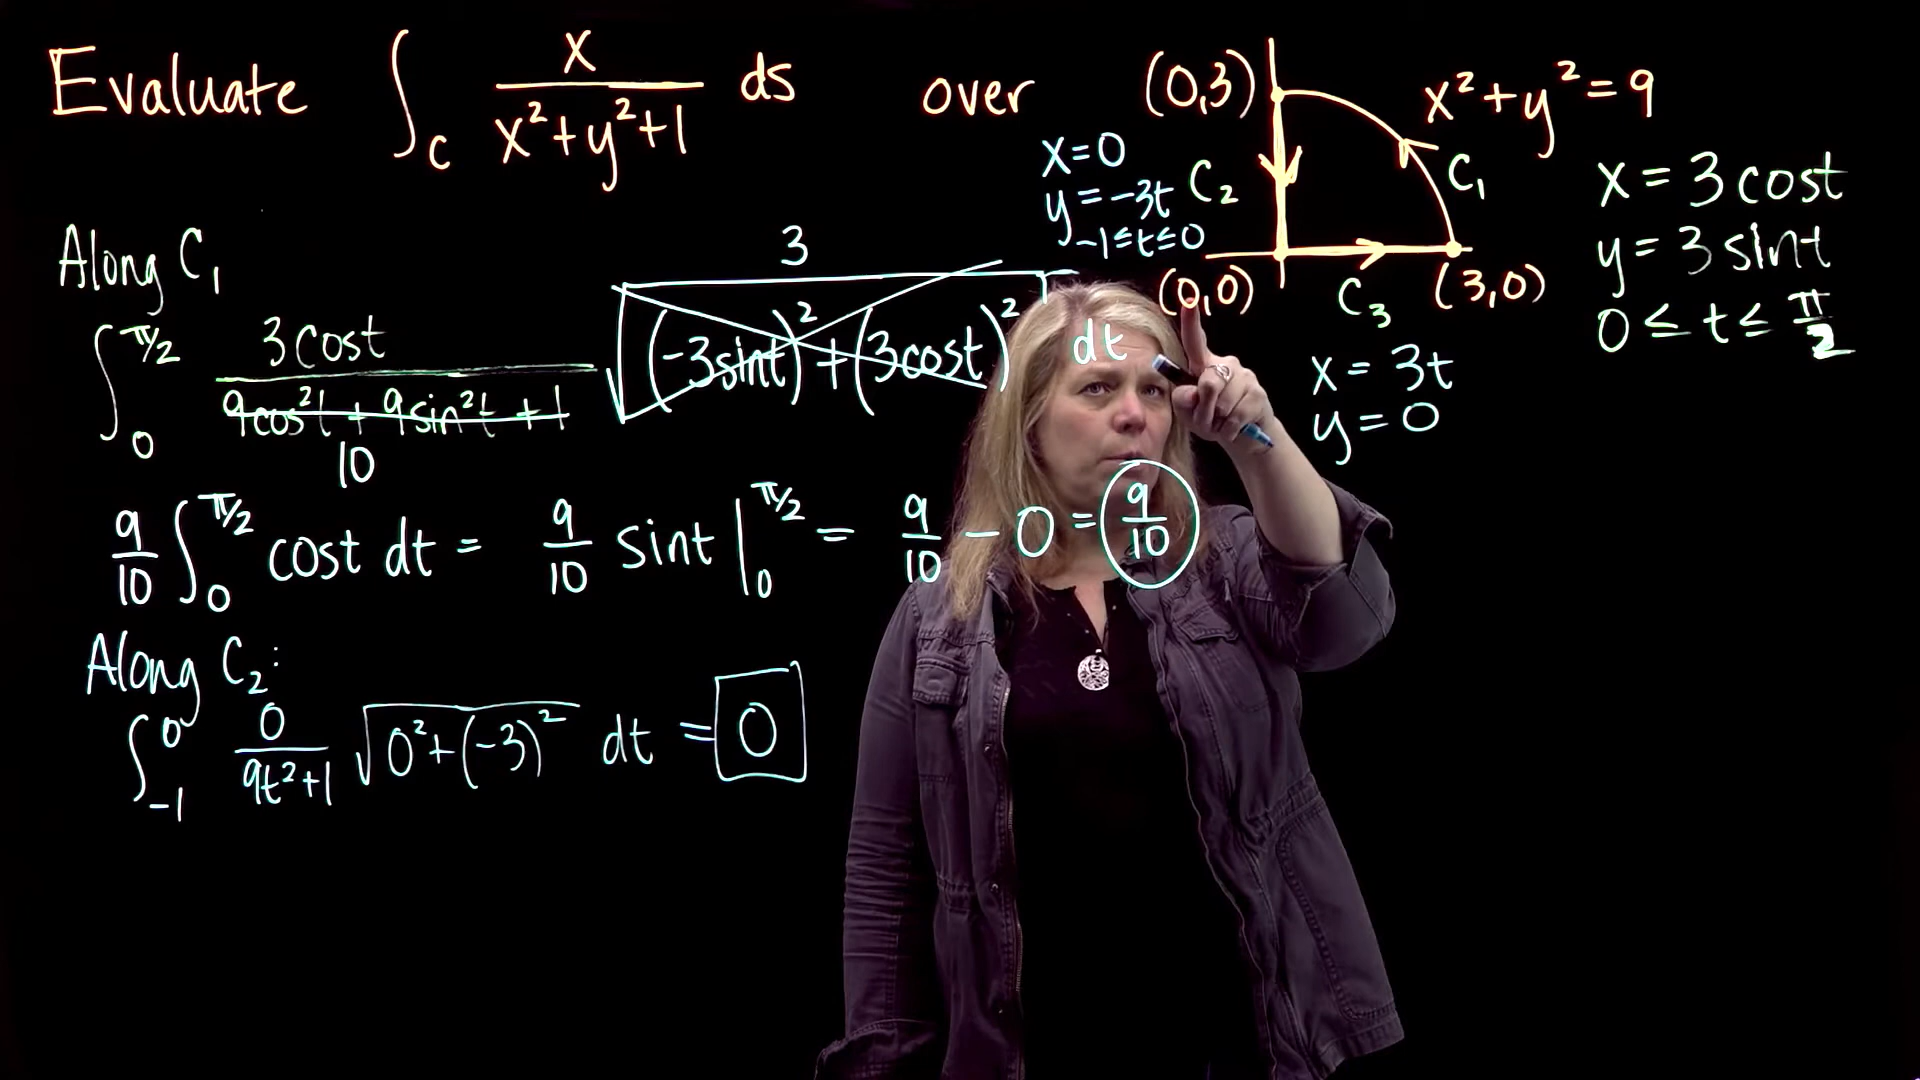 Evaluate ∫_C x/(x²+y²+1) ds over
(0,3)
x²+y²=9
C₁
x=0
y=-3t
-1≤t≤0
C₂
(0,0)
C₃
(3,0)
x=3cost
y=3sint
0≤t≤π/2
x=3t
y=0
Along C₁
∫₀^{π/2} 3cost/(9cos²t+9sin²t+1) √((-3sint)²+(3cost)²) dt
3
10
9/10 ∫₀^{π/2} cost dt = 9/10 sint |₀^{π/2} = 9/10 - 0 = 9/10
Along C₂:
∫₋₁⁰ 0/(9t²+1) √(0²+(-3)²) dt = 0